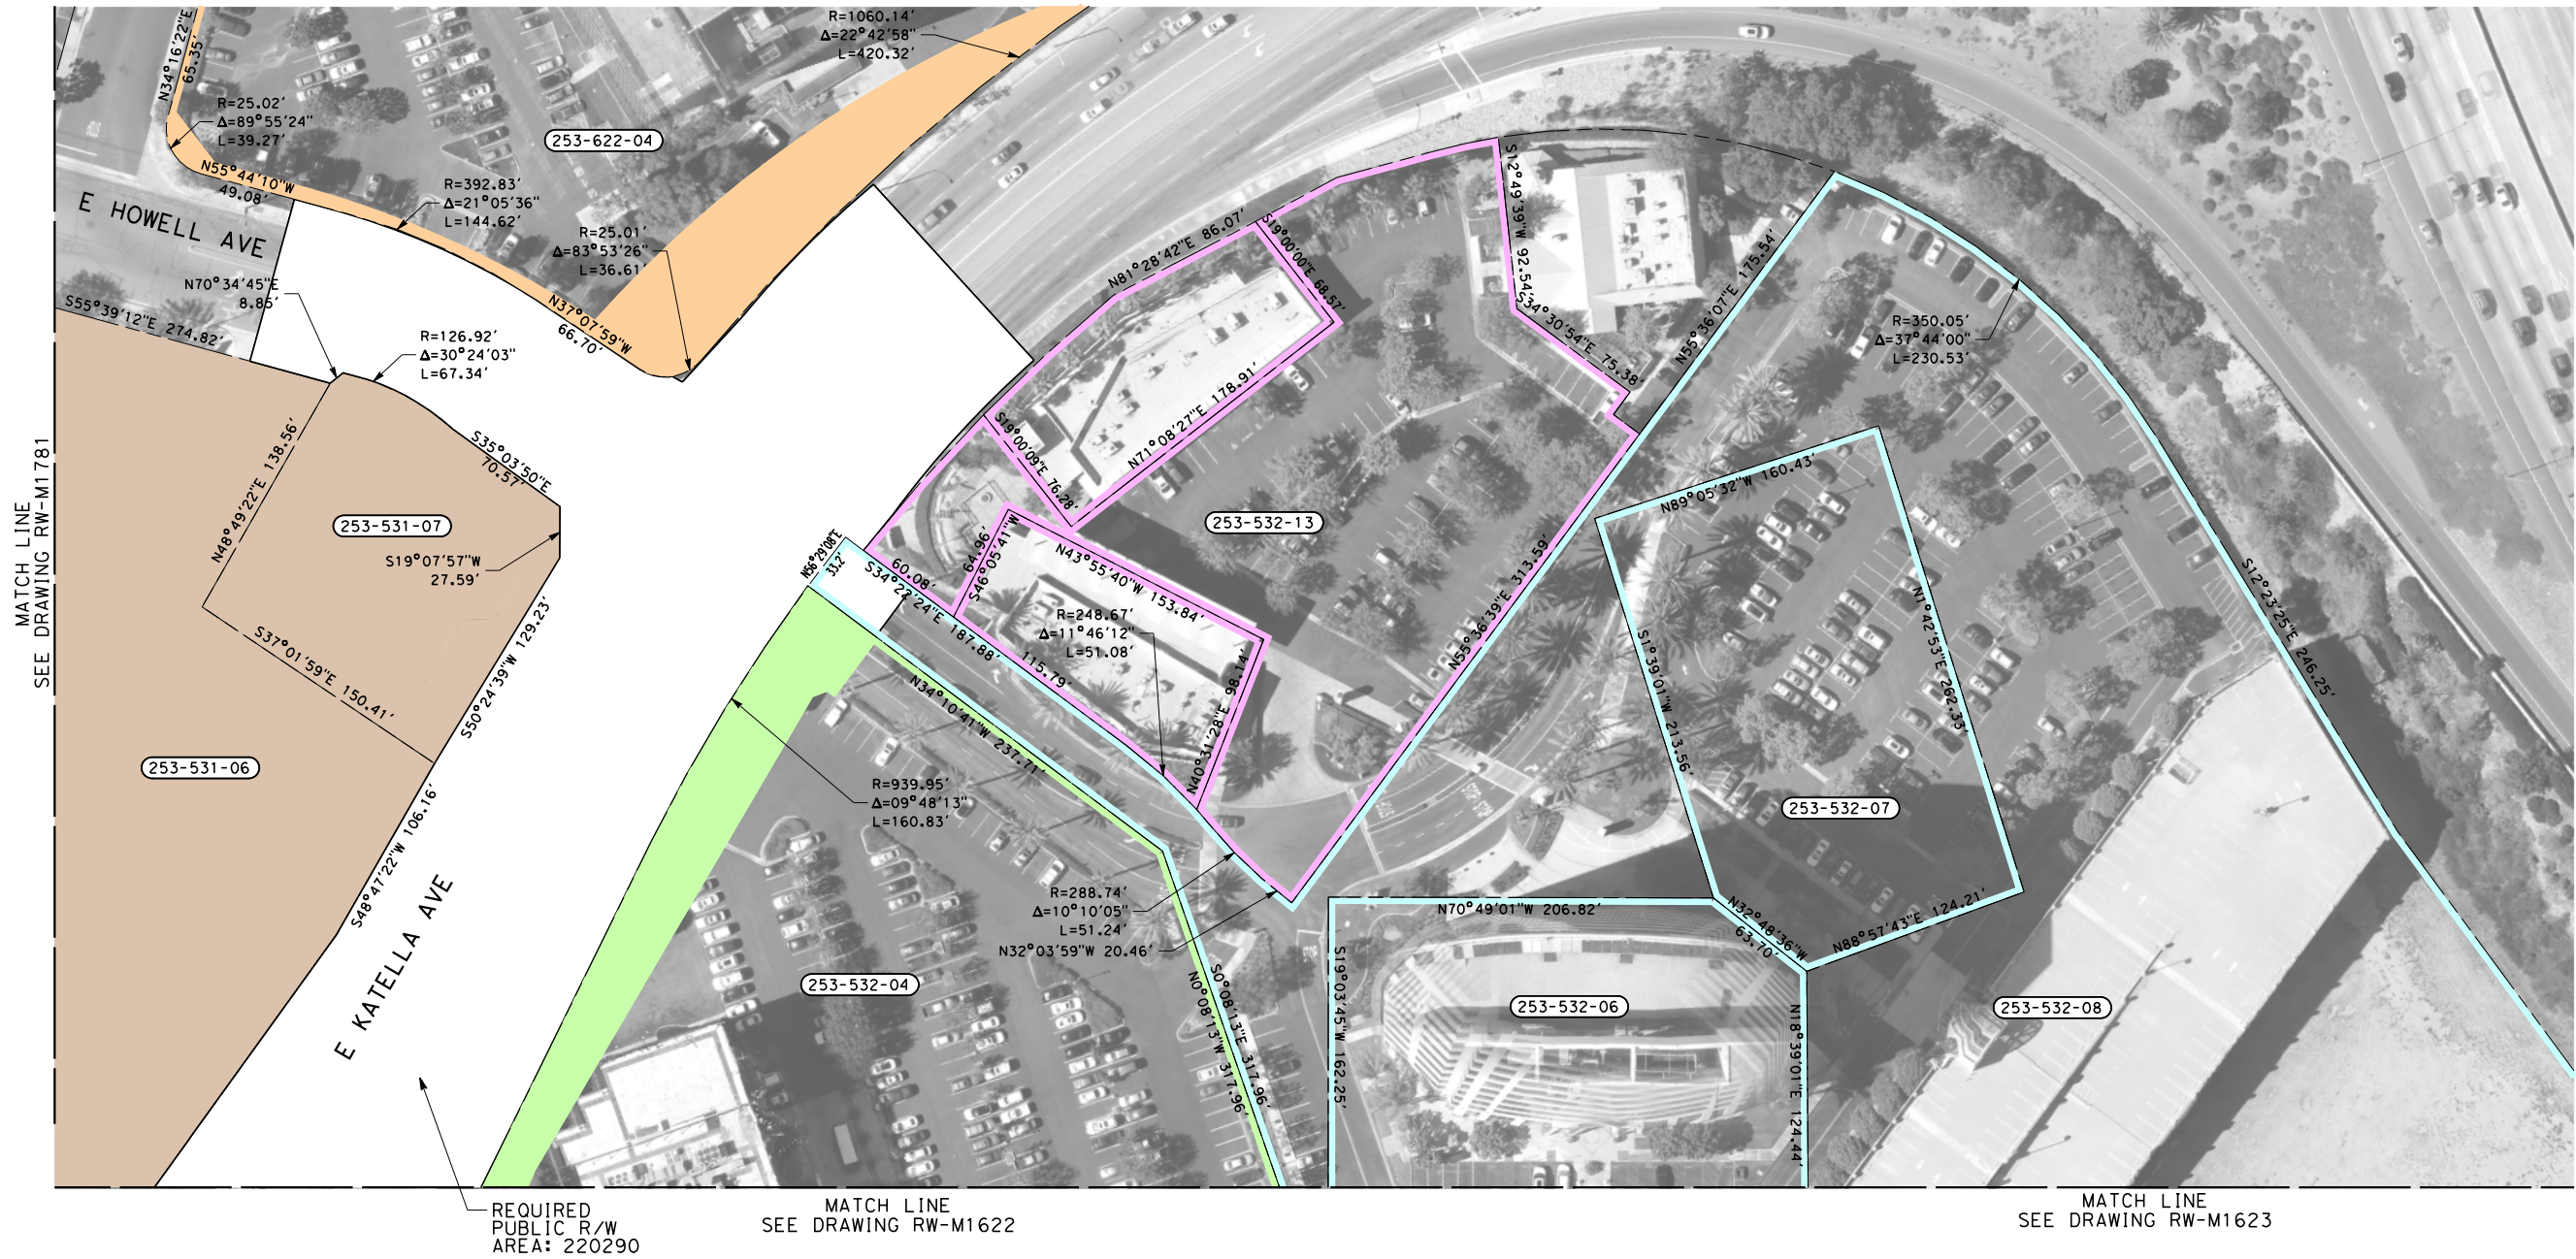 R=1060.14'
Δ=22°42'58"
L=420.32'
N34°16'22"E
65.35'
R=25.02'
Δ=89°55'24"
L=39.27'
253-622-04
N55°44'10"W
49.08'
R=392.83'
Δ=21°05'36"
L=144.62'
E HOWELL AVE
R=25.01'
Δ=83°53'26"
L=36.61'
N70°34'45"E
8.85'
S55°39'12"E 274.82'
N37°07'59"W
66.70'
R=126.92'
Δ=30°24'03"
L=67.34'
N48°49'22"E 138.56'
S35°03'50"E
70.57'
253-531-07
S19°07'57"W
27.59'
S37°01'59"E 150.41'
S50°24'39"W 129.23'
253-531-06
S48°47'22"W 106.16'
E KATELLA AVE
MATCH LINE
SEE DRAWING RW-M1781
N81°28'42"E 86.07'
S19°00'00"E 68.57'
S12°49'39"W 92.54'
S34°30'54"E 75.38'
N55°36'07"E 175.54'
R=350.05'
Δ=37°44'00"
L=230.53'
N71°08'27"E 178.91'
S19°00'09"E 76.28'
253-532-13
N89°05'32"W 160.43'
N56°29'08"E
33.2'
60.08'
64.96'
S46°05'41"W
N43°55'40"W 153.84'
S34°22'24"E 187.88'
R=248.67'
Δ=11°46'12"
L=51.08'
115.79'
N55°36'39"E 313.59'
N40°31'28"E 98.14'
N34°10'41"W 237.71'
S1°39'01"W 213.56'
N1°42'53"E 262.33'
S12°23'25"E 246.25'
R=939.95'
Δ=09°48'13"
L=160.83'
253-532-07
R=288.74'
Δ=10°10'05"
L=51.24'
N32°03'59"W 20.46'
N70°49'01"W 206.82'
N32°48'36"W
63.70'
N88°57'43"E 124.21'
253-532-04
N0°08'13"W 317.96'
S0°08'13"E 317.96'
S19°03'45"W 162.25'
253-532-06
N18°39'01"E 124.44'
253-532-08
REQUIRED
PUBLIC R/W
AREA: 220290
MATCH LINE
SEE DRAWING RW-M1622
MATCH LINE
SEE DRAWING RW-M1623